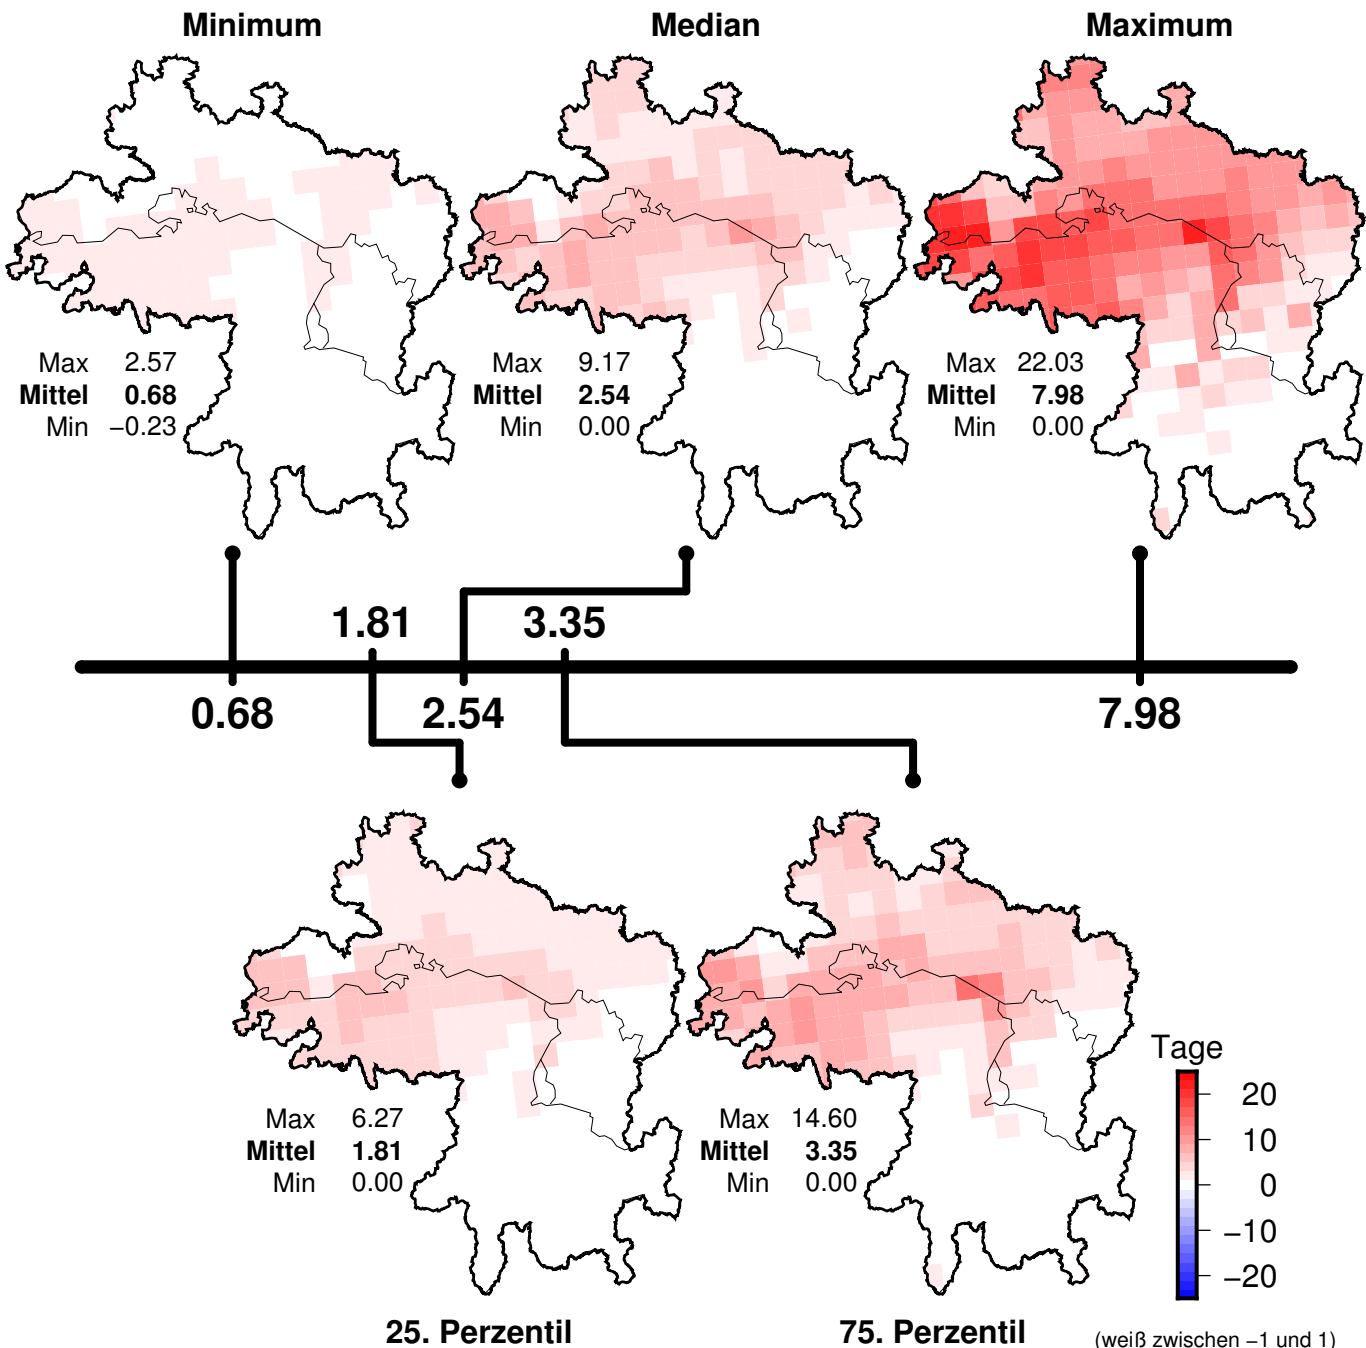 Minimum
Median
Maximum
Max 2.57
Mittel 0.68
Min −0.23
Max 9.17
Mittel 2.54
Min 0.00
Max 22.03
Mittel 7.98
Min 0.00
1.81
3.35
0.68
2.54
7.98
Max 6.27
Mittel 1.81
Min 0.00
Max 14.60
Mittel 3.35
Min 0.00
Tage
20
10
0
−10
−20
25. Perzentil
75. Perzentil
(weiß zwischen −1 und 1)